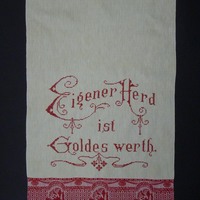 Eigener Herd
ist
Goldes werth.